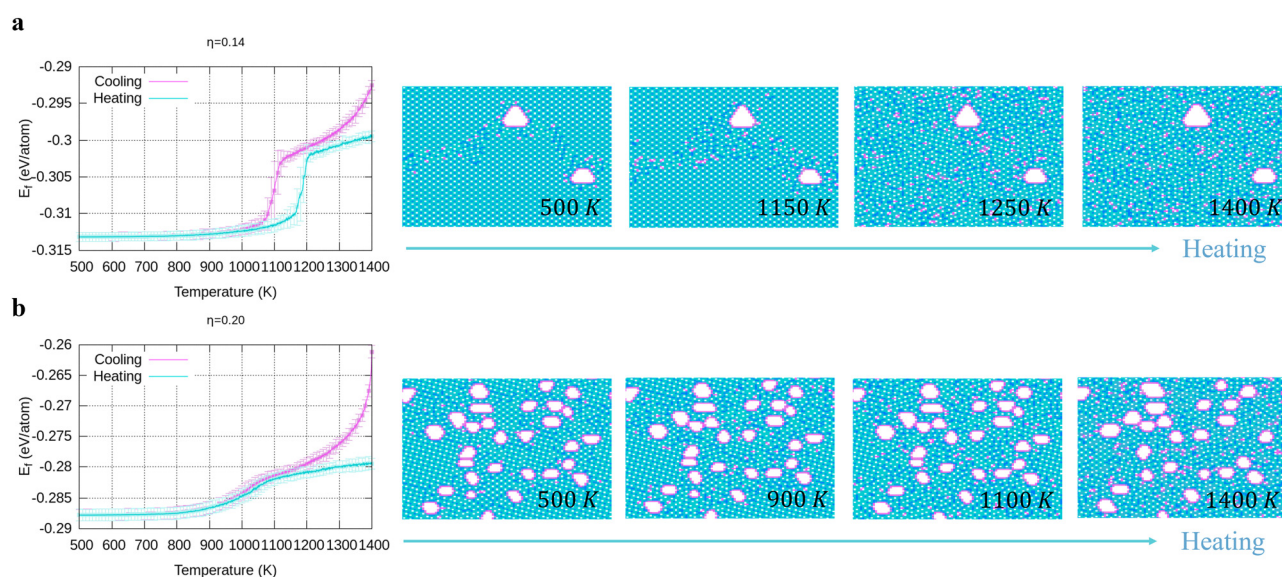 a
η=0.14
-0.29
-0.295
-0.3
-0.305
-0.31
-0.315
E_f (eV/atom)
Cooling
Heating
500 600 700 800 900 1000 1100 1200 1300 1400
Temperature (K)
500 K
1150 K
1250 K
1400 K
Heating
b
η=0.20
-0.26
-0.265
-0.27
-0.275
-0.28
-0.285
-0.29
E_f (eV/atom)
Cooling
Heating
500 600 700 800 900 1000 1100 1200 1300 1400
Temperature (K)
500 K
900 K
1100 K
1400 K
Heating